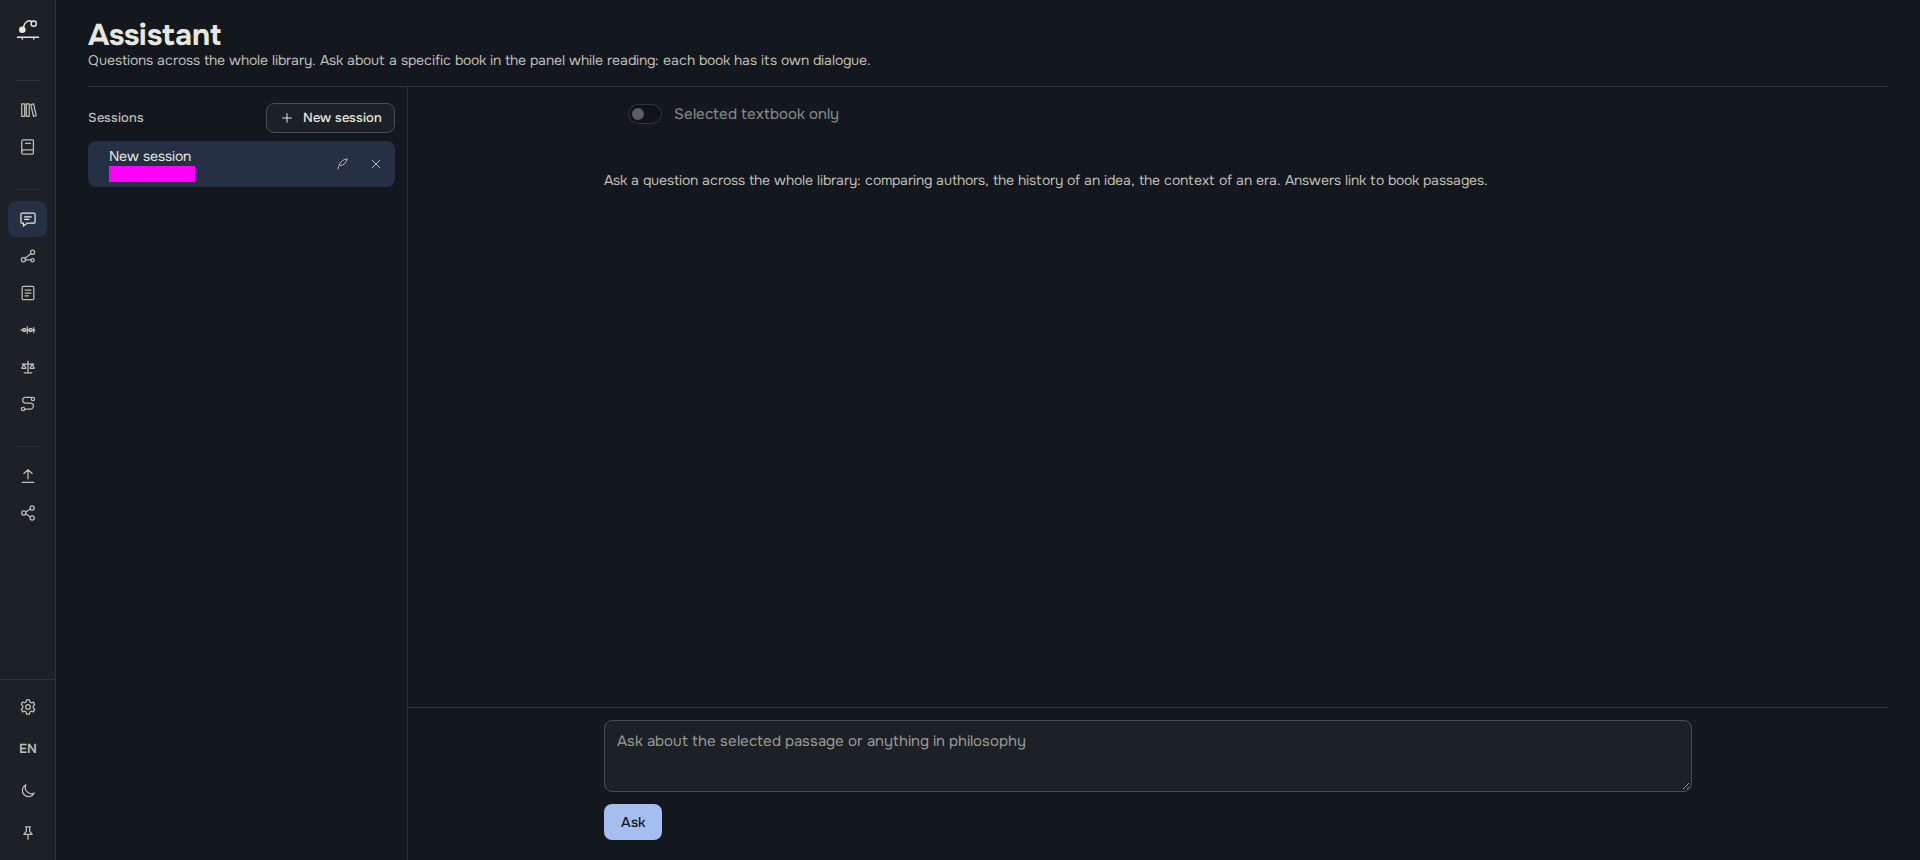 Assistant
Questions across the whole library. Ask about a specific book in the panel while reading: each book has its own dialogue.
Sessions
New session
New session
Selected textbook only
Ask a question across the whole library: comparing authors, the history of an idea, the context of an era. Answers link to book passages.
Ask about the selected passage or anything in philosophy
Ask
EN